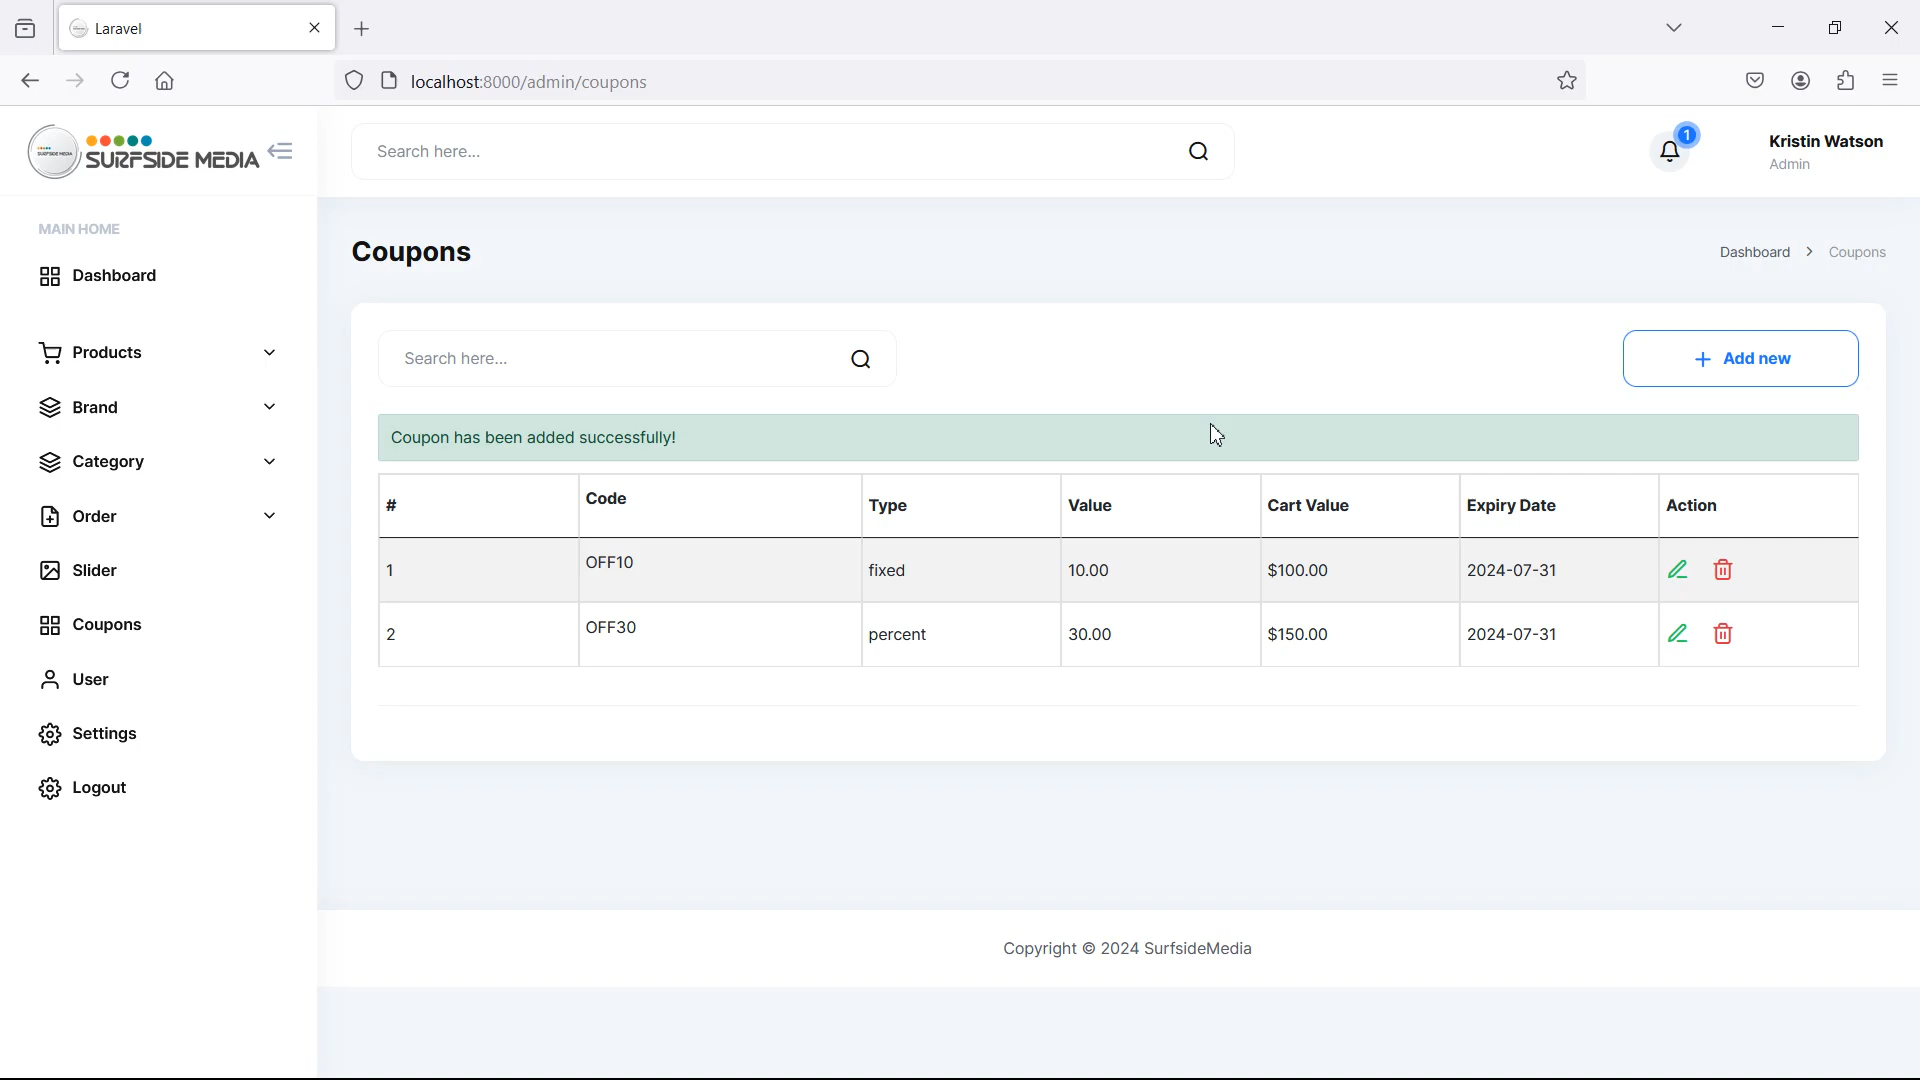 Laravel
localhost:8000/admin/coupons
SURFSIDE MEDIA
Search here...
1
Kristin Watson
Admin
MAIN HOME
Dashboard
Products
Brand
Category
Order
Slider
Coupons
User
Settings
Logout
Coupons
Dashboard > Coupons
Search here...
+ Add new
Coupon has been added successfully!
# Code Type Value Cart Value Expiry Date Action
1 OFF10 fixed 10.00 $100.00 2024-07-31
2 OFF30 percent 30.00 $150.00 2024-07-31
Copyright © 2024 SurfsideMedia